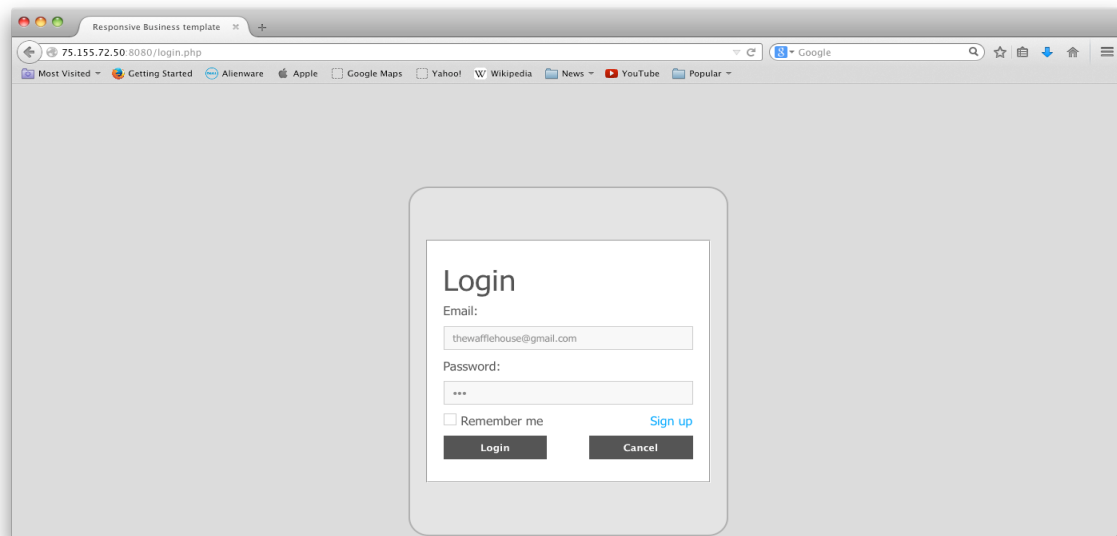 Responsive Business template
75.155.72.50:8080/login.php
Google
Most Visited Getting Started Alienware Apple Google Maps Yahoo! W Wikipedia News YouTube Popular
Login
Email:
thewafflehouse@gmail.com
Password:
•••
Remember me Sign up
Login Cancel